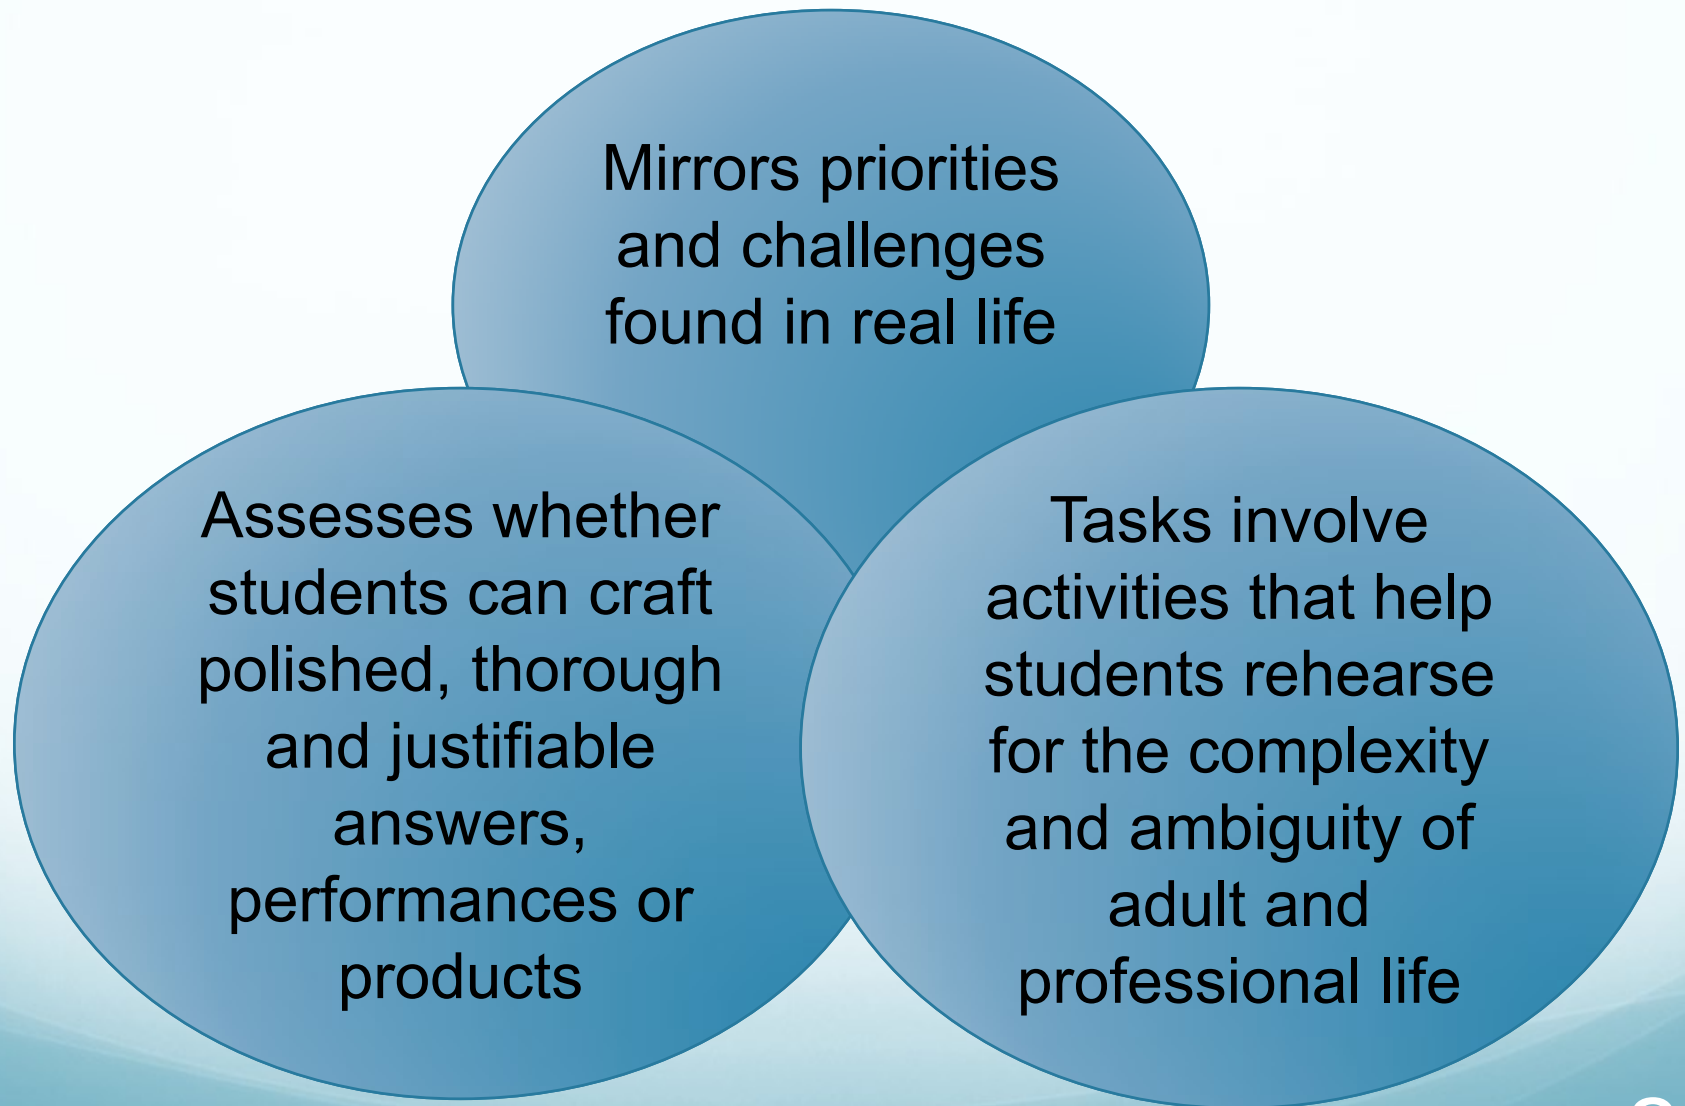 Mirrors priorities
and challenges
found in real life
Assesses whether
students can craft
polished, thorough
and justifiable
answers,
performances or
products
Tasks involve
activities that help
students rehearse
for the complexity
and ambiguity of
adult and
professional life